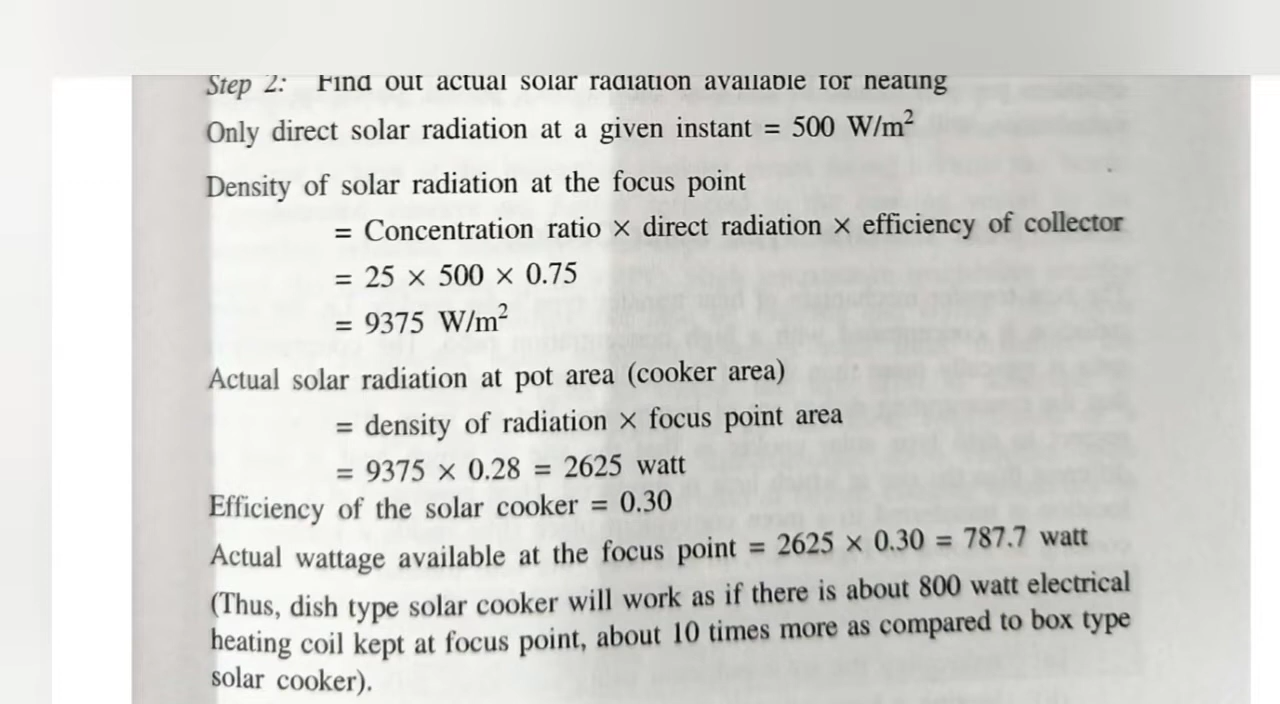 Step 2: Find out actual solar radiation available for heating
Only direct solar radiation at a given instant = 500 W/m²
Density of solar radiation at the focus point
= Concentration ratio × direct radiation × efficiency of collector
= 25 × 500 × 0.75
= 9375 W/m²
Actual solar radiation at pot area (cooker area)
= density of radiation × focus point area
= 9375 × 0.28 = 2625 watt
Efficiency of the solar cooker = 0.30
Actual wattage available at the focus point = 2625 × 0.30 = 787.7 watt
(Thus, dish type solar cooker will work as if there is about 800 watt electrical
heating coil kept at focus point, about 10 times more as compared to box type
solar cooker).